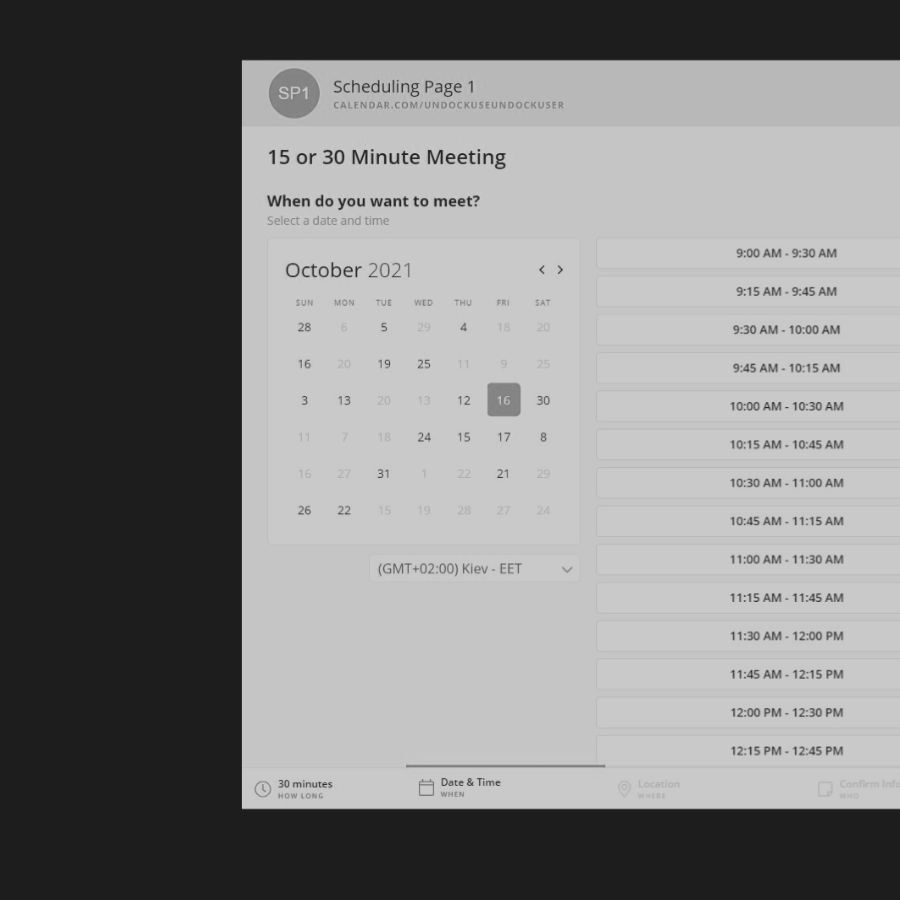 SP1
Scheduling Page 1
CALENDAR.COM/UNDOCKUSEUNDOCKUSER
15 or 30 Minute Meeting
When do you want to meet?
Select a date and time
October 2021
SUN MON TUE WED THU FRI SAT
28 6 5 29 4 18 20
16 20 19 25 11 9 25
3 13 20 13 12 16 30
11 7 18 24 15 17 8
16 27 31 1 22 21 29
26 22 15 19 28 27 24
(GMT+02:00) Kiev - EET
9:00 AM - 9:30 AM
9:15 AM - 9:45 AM
9:30 AM - 10:00 AM
9:45 AM - 10:15 AM
10:00 AM - 10:30 AM
10:15 AM - 10:45 AM
10:30 AM - 11:00 AM
10:45 AM - 11:15 AM
11:00 AM - 11:30 AM
11:15 AM - 11:45 AM
11:30 AM - 12:00 PM
11:45 AM - 12:15 PM
12:00 PM - 12:30 PM
12:15 PM - 12:45 PM
30 minutes
HOW LONG
Date & Time
WHEN
Location
WHERE
Confirm Info
WHO